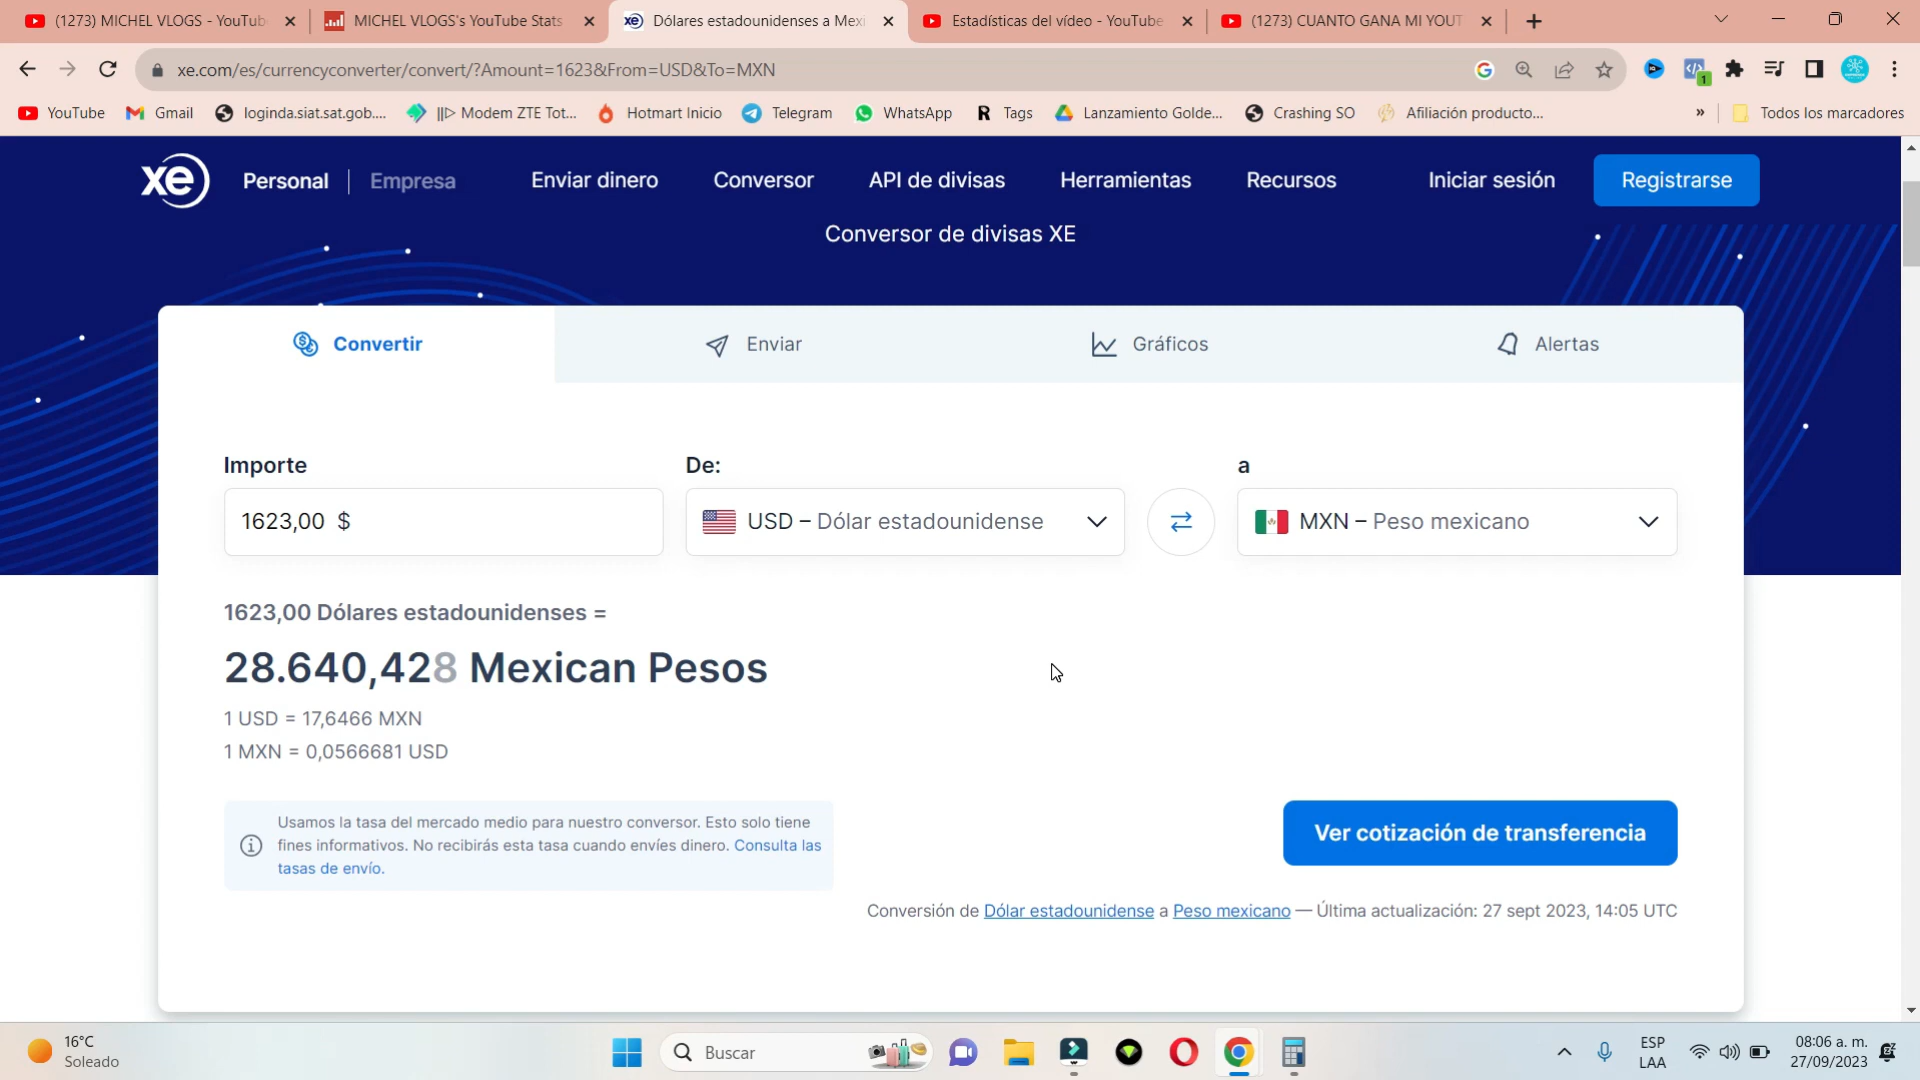 (1273) MICHEL VLOGS - YouTub
MICHEL VLOGS's YouTube Stats
xe Dólares estadounidenses a Mexi
Estadísticas del vídeo - YouTube
(1273) CUANTO GANA MI YOUT
xe.com/es/currencyconverter/convert/?Amount=1623&From=USD&To=MXN
1
YouTube
Gmail
loginda.siat.sat.gob....
||▷ Modem ZTE Tot...
Hotmart Inicio
Telegram
WhatsApp
R Tags
Lanzamiento Golde...
Crashing SO
Afiliación producto...
»
Todos los marcadores
xe Personal | Empresa
Enviar dinero
Conversor
API de divisas
Herramientas
Recursos
Iniciar sesión
Registrarse
Conversor de divisas XE
Convertir
Enviar
Gráficos
Alertas
Importe
De:
a
1623,00 $
USD – Dólar estadounidense
MXN – Peso mexicano
1623,00 Dólares estadounidenses =
28.640,428 Mexican Pesos
1 USD = 17,6466 MXN
1 MXN = 0,0566681 USD
Usamos la tasa del mercado medio para nuestro conversor. Esto solo tiene
fines informativos. No recibirás esta tasa cuando envíes dinero. Consulta las
tasas de envío.
Ver cotización de transferencia
Conversión de Dólar estadounidense a Peso mexicano — Última actualización: 27 sept 2023, 14:05 UTC
16°C
Soleado
Buscar
ESP
LAA
08:06 a. m.
27/09/2023